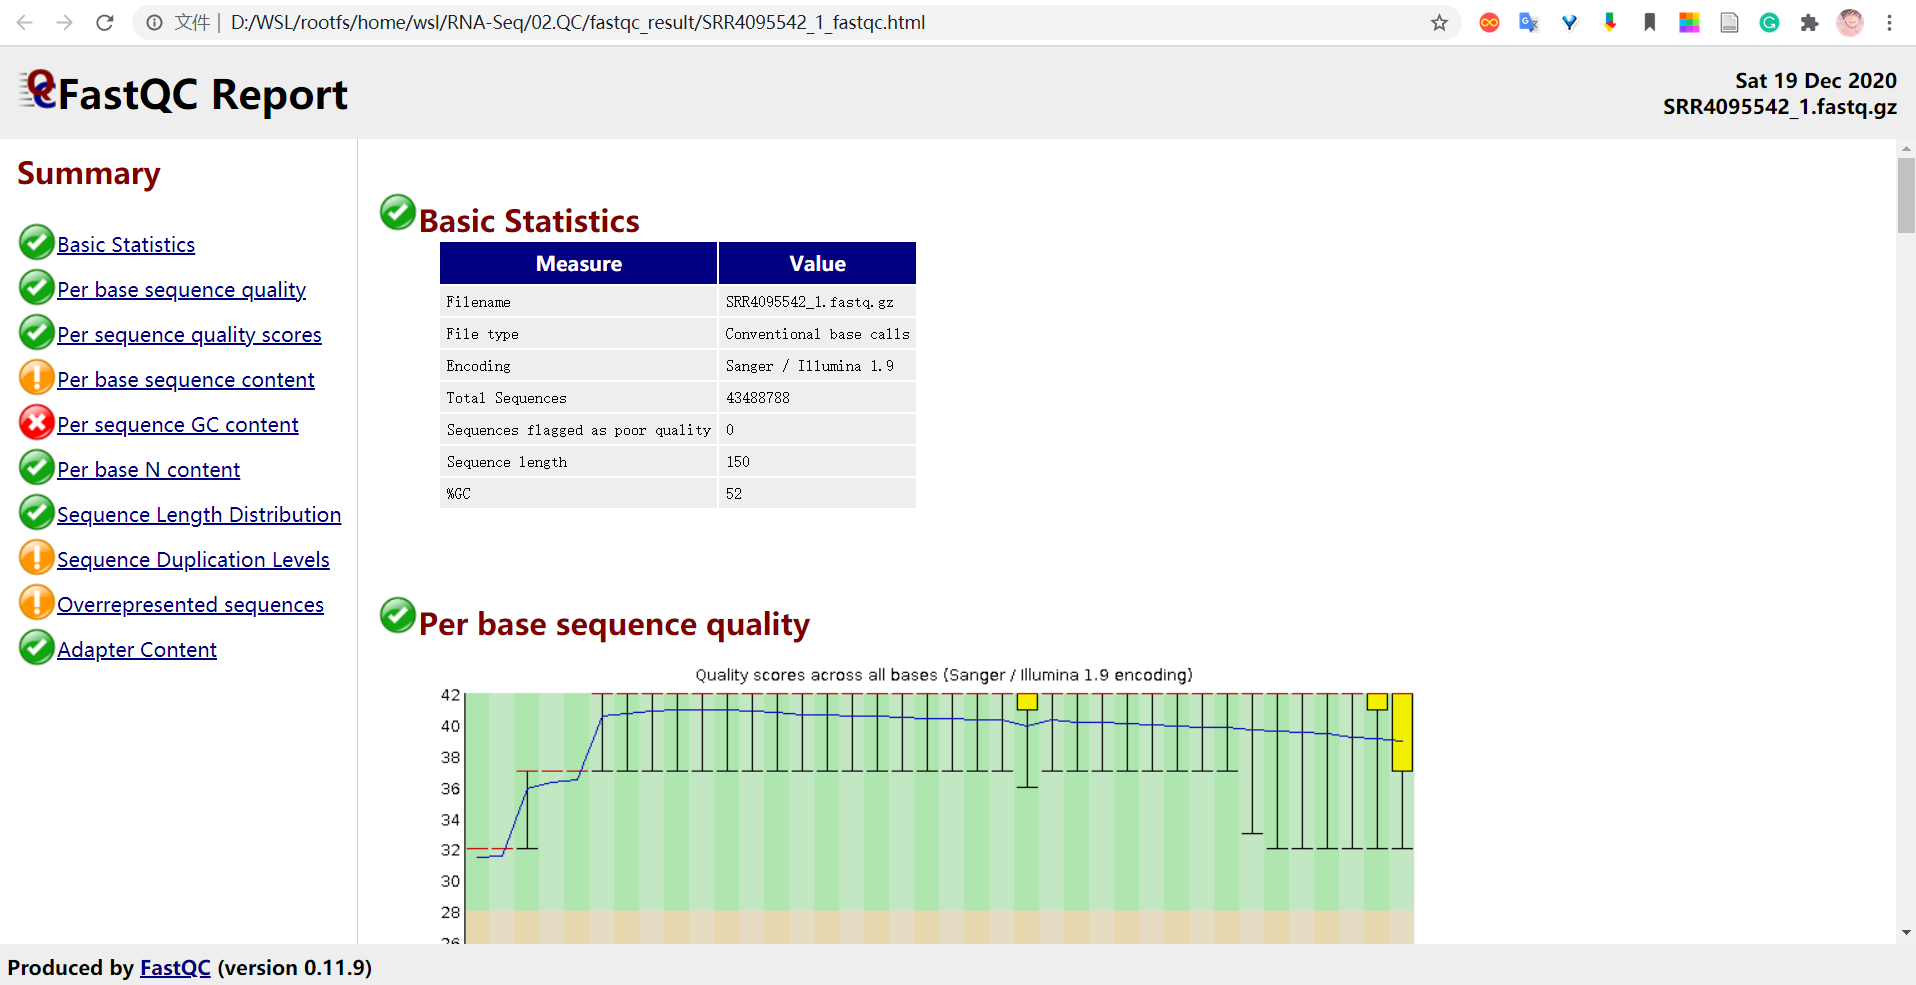 文件 | D:/WSL/rootfs/home/wsl/RNA-Seq/02.QC/fastqc_result/SRR4095542_1_fastqc.html
FastQC Report
Sat 19 Dec 2020
SRR4095542_1.fastq.gz
Summary
Basic Statistics
Per base sequence quality
Per sequence quality scores
Per base sequence content
Per sequence GC content
Per base N content
Sequence Length Distribution
Sequence Duplication Levels
Overrepresented sequences
Adapter Content
Basic Statistics
Measure Value
Filename SRR4095542_1.fastq.gz
File type Conventional base calls
Encoding Sanger / Illumina 1.9
Total Sequences 43488788
Sequences flagged as poor quality 0
Sequence length 150
%GC 52
Per base sequence quality
Quality scores across all bases (Sanger / Illumina 1.9 encoding)
42
40
38
36
34
32
30
28
26
Produced by FastQC (version 0.11.9)